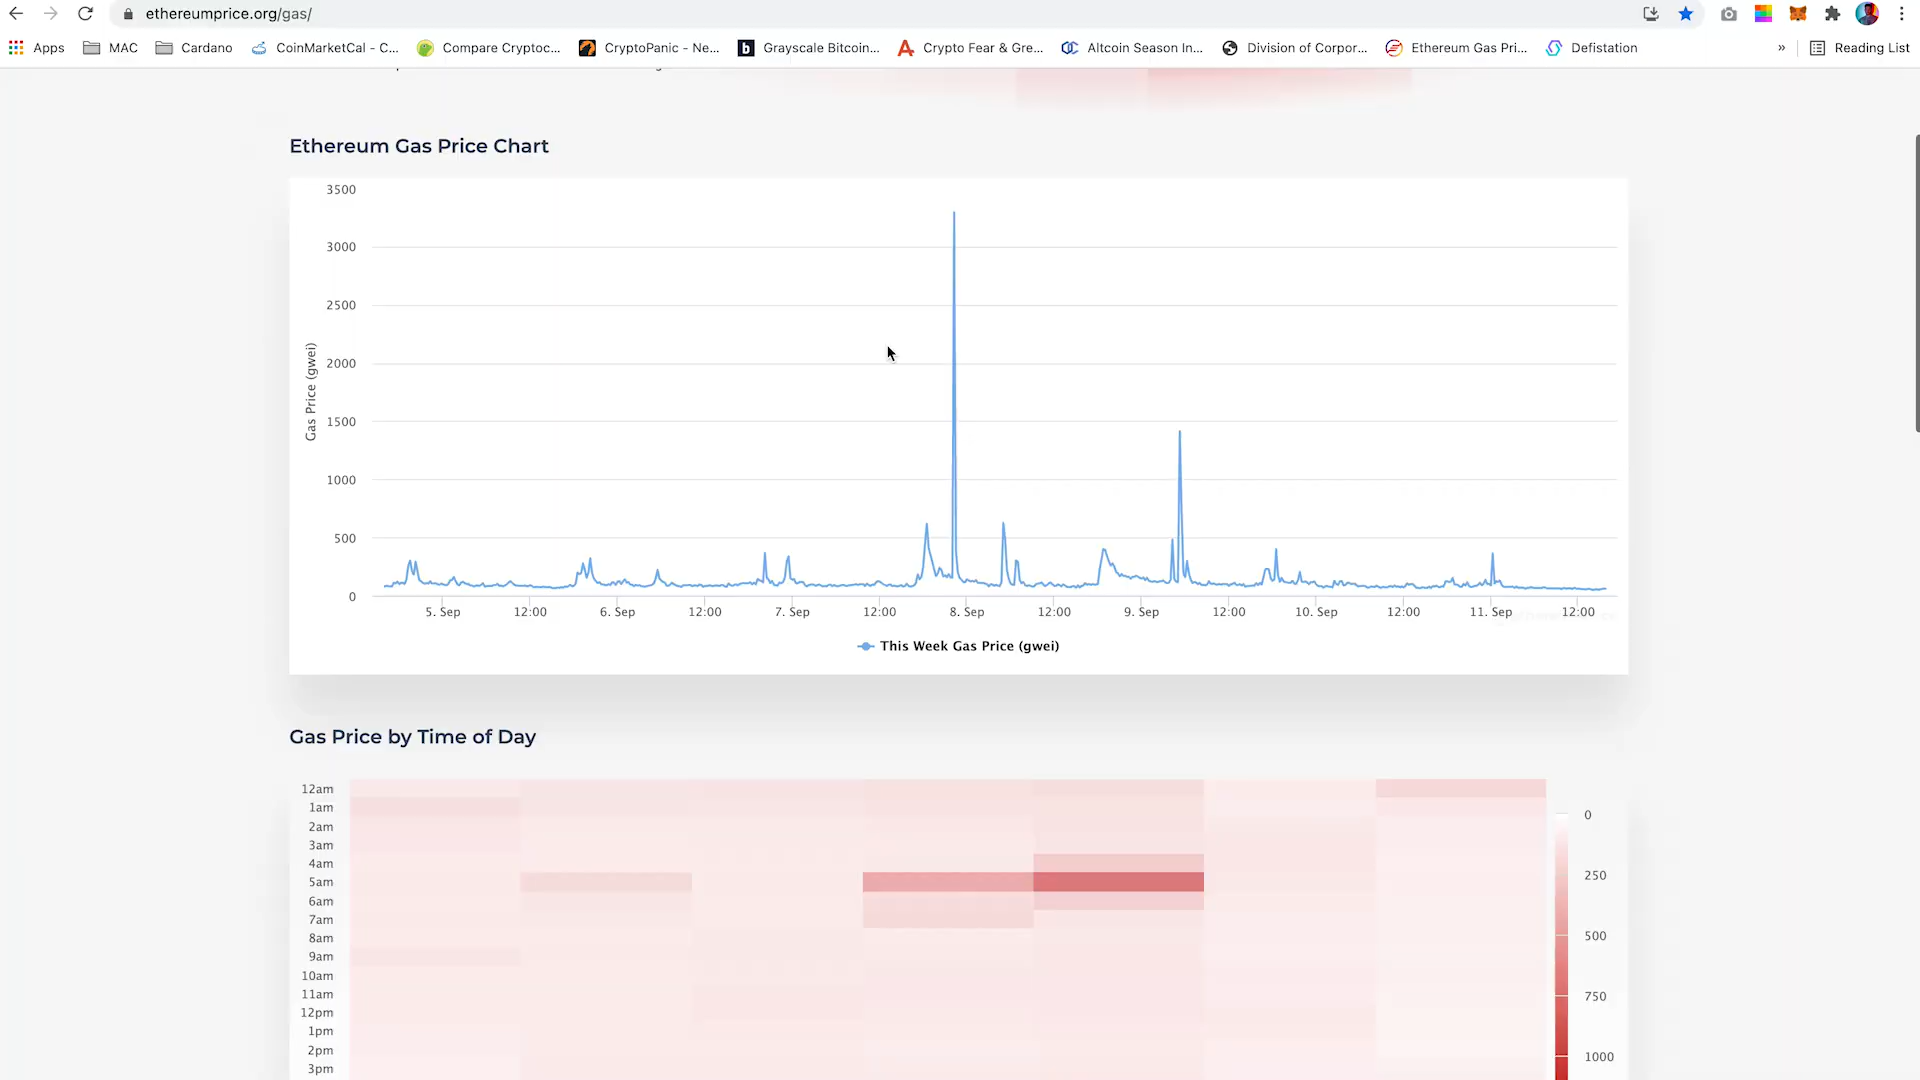 ethereumprice.org/gas/
Apps MAC Cardano CoinMarketCal - C... Compare Cryptoc... CryptoPanic - Ne... Grayscale Bitcoin... Crypto Fear & Gre... Altcoin Season In... Division of Corpor... Ethereum Gas Pri... Defistation » Reading List
Ethereum Gas Price Chart
3500
3000
2500
2000
1500
1000
500
0
Gas Price (gwei)
5. Sep 12:00 6. Sep 12:00 7. Sep 12:00 8. Sep 12:00 9. Sep 12:00 10. Sep 12:00 11. Sep 12:00
This Week Gas Price (gwei)
Gas Price by Time of Day
12am
1am
2am
3am
4am
5am
6am
7am
8am
9am
10am
11am
12pm
1pm
2pm
3pm
0
250
500
750
1000